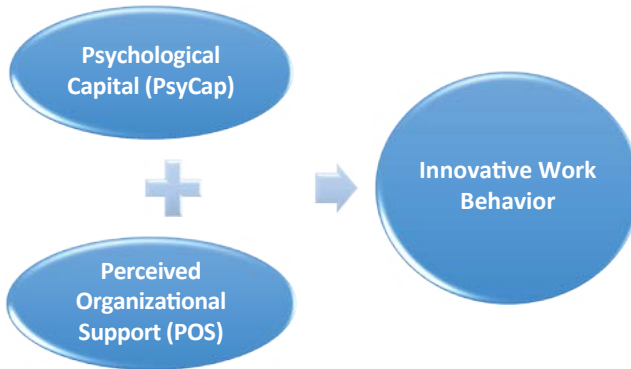 Psychological
Capital (PsyCap)
Innovative Work
Behavior
Perceived
Organizational
Support (POS)